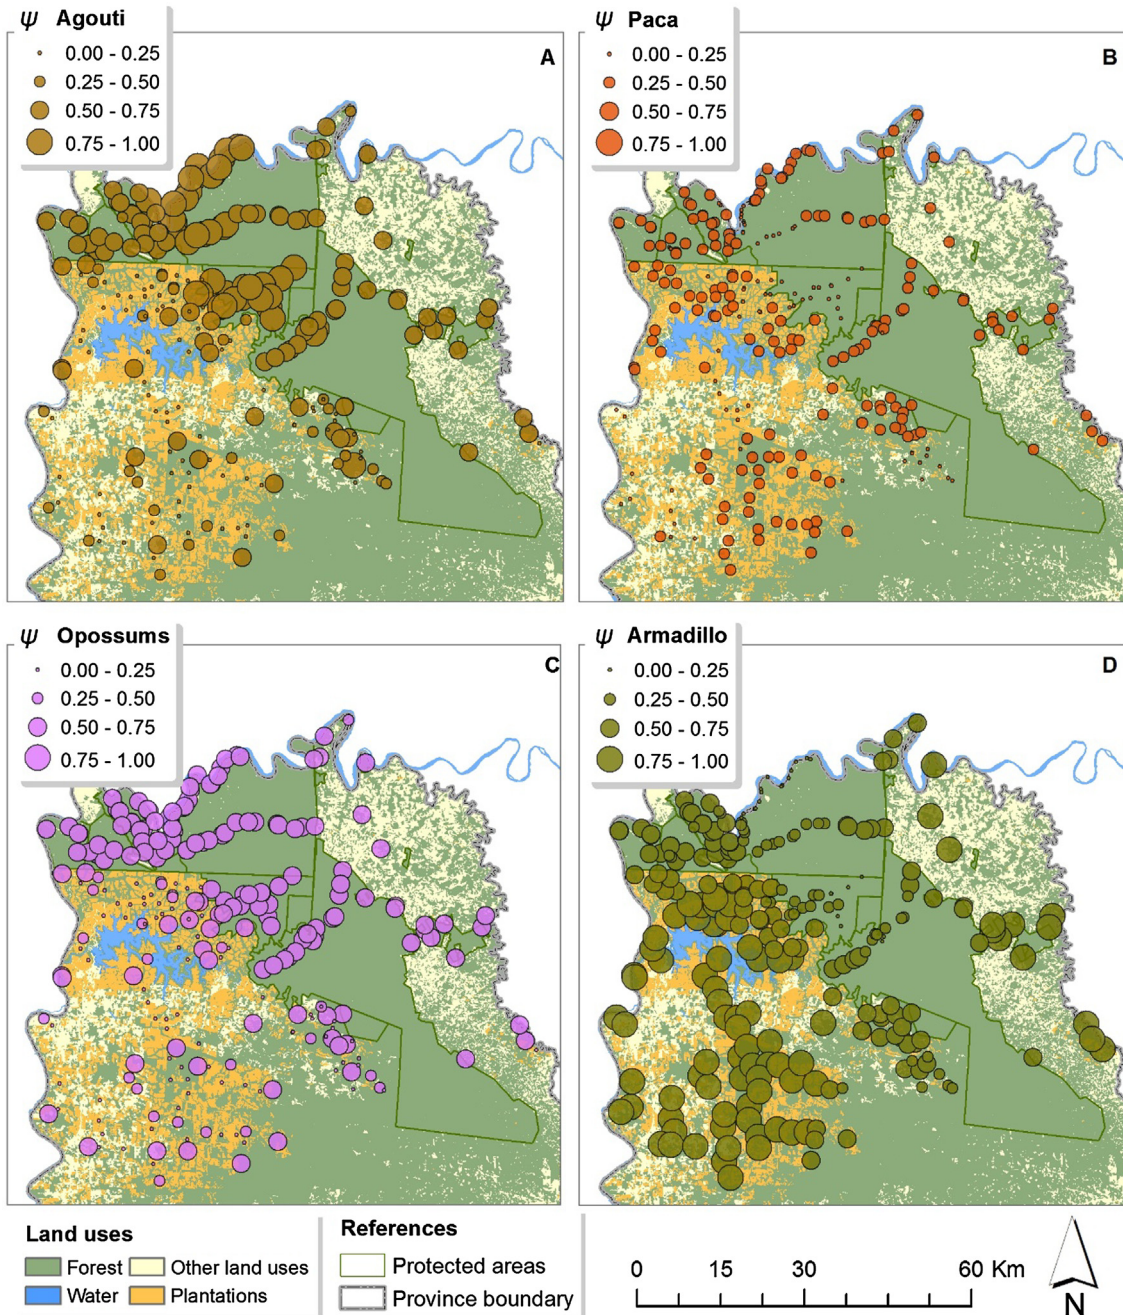 ψ Agouti
0.00 - 0.25
0.25 - 0.50
0.50 - 0.75
0.75 - 1.00
A
ψ Paca
0.00 - 0.25
0.25 - 0.50
0.50 - 0.75
0.75 - 1.00
B
ψ Opossums
0.00 - 0.25
0.25 - 0.50
0.50 - 0.75
0.75 - 1.00
C
ψ Armadillo
0.00 - 0.25
0.25 - 0.50
0.50 - 0.75
0.75 - 1.00
D
Land uses
Forest Other land uses
Water Plantations
References
Protected areas
Province boundary
0 15 30 60 Km
N